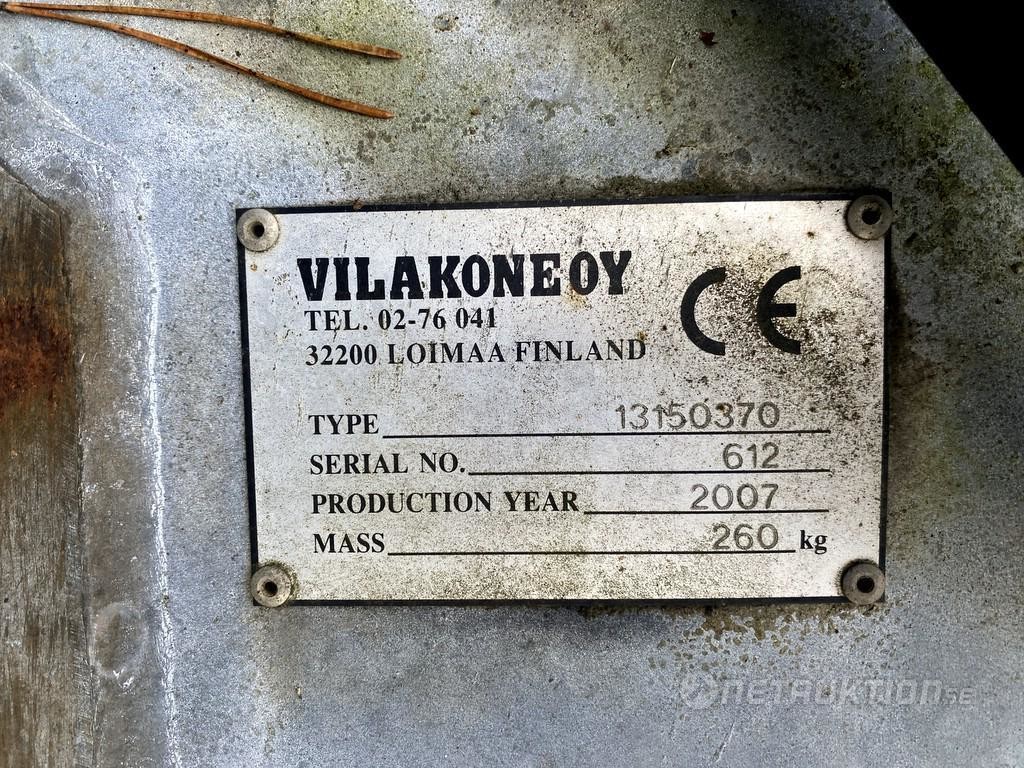 VILAKONE OY
TEL. 02-76 041
32200 LOIMAA FINLAND
CE
TYPE 13150370
SERIAL NO. 612
PRODUCTION YEAR 2007
MASS 260 kg
NETAUKTION.SE